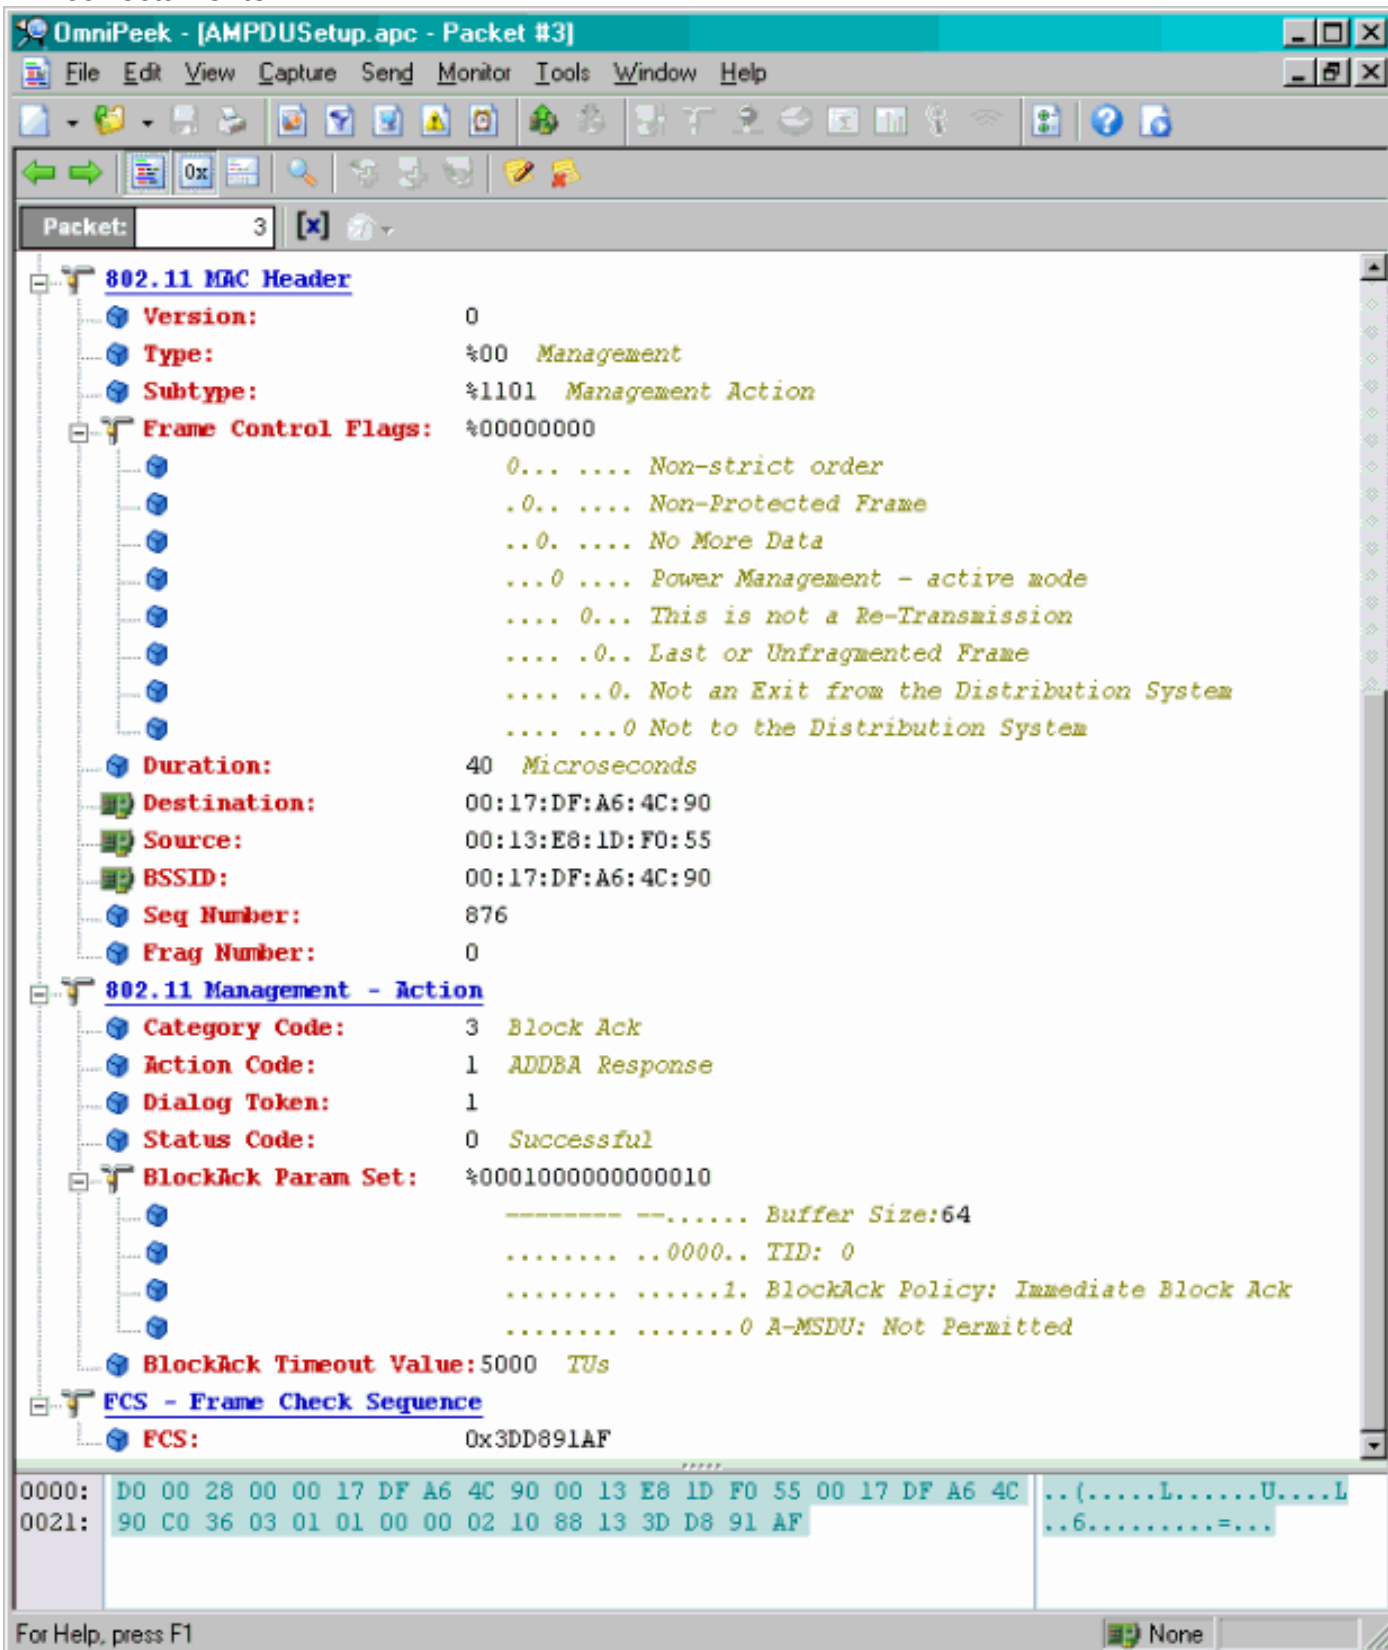 OmniPeek - [AMPDUSetup.apc - Packet #3]
File Edit View Capture Send Monitor Tools Window Help
0x
Packet: 3 [x]
802.11 MAC Header
Version: 0
Type: %00 Management
Subtype: %1101 Management Action
Frame Control Flags: %00000000
0... .... Non-strict order
.0.. .... Non-Protected Frame
..0. .... No More Data
...0 .... Power Management - active mode
.... 0... This is not a Re-Transmission
.... .0.. Last or Unfragmented Frame
.... ..0. Not an Exit from the Distribution System
.... ...0 Not to the Distribution System
Duration: 40 Microseconds
Destination: 00:17:DF:A6:4C:90
Source: 00:13:E8:1D:F0:55
BSSID: 00:17:DF:A6:4C:90
Seq Number: 876
Frag Number: 0
802.11 Management - Action
Category Code: 3 Block Ack
Action Code: 1 ADDBA Response
Dialog Token: 1
Status Code: 0 Successful
BlockAck Param Set: %0001000000000010
-------- --...... Buffer Size:64
........ ..0000.. TID: 0
........ ......1. BlockAck Policy: Immediate Block Ack
........ .......0 A-MSDU: Not Permitted
BlockAck Timeout Value:5000 TUs
FCS - Frame Check Sequence
FCS: 0x3DD891AF
0000: D0 00 28 00 00 17 DF A6 4C 90 00 13 E8 1D F0 55 00 17 DF A6 4C ..(.....L......U....L
0021: 90 C0 36 03 01 01 00 00 02 10 88 13 3D D8 91 AF ..6.........=...
For Help, press F1 None